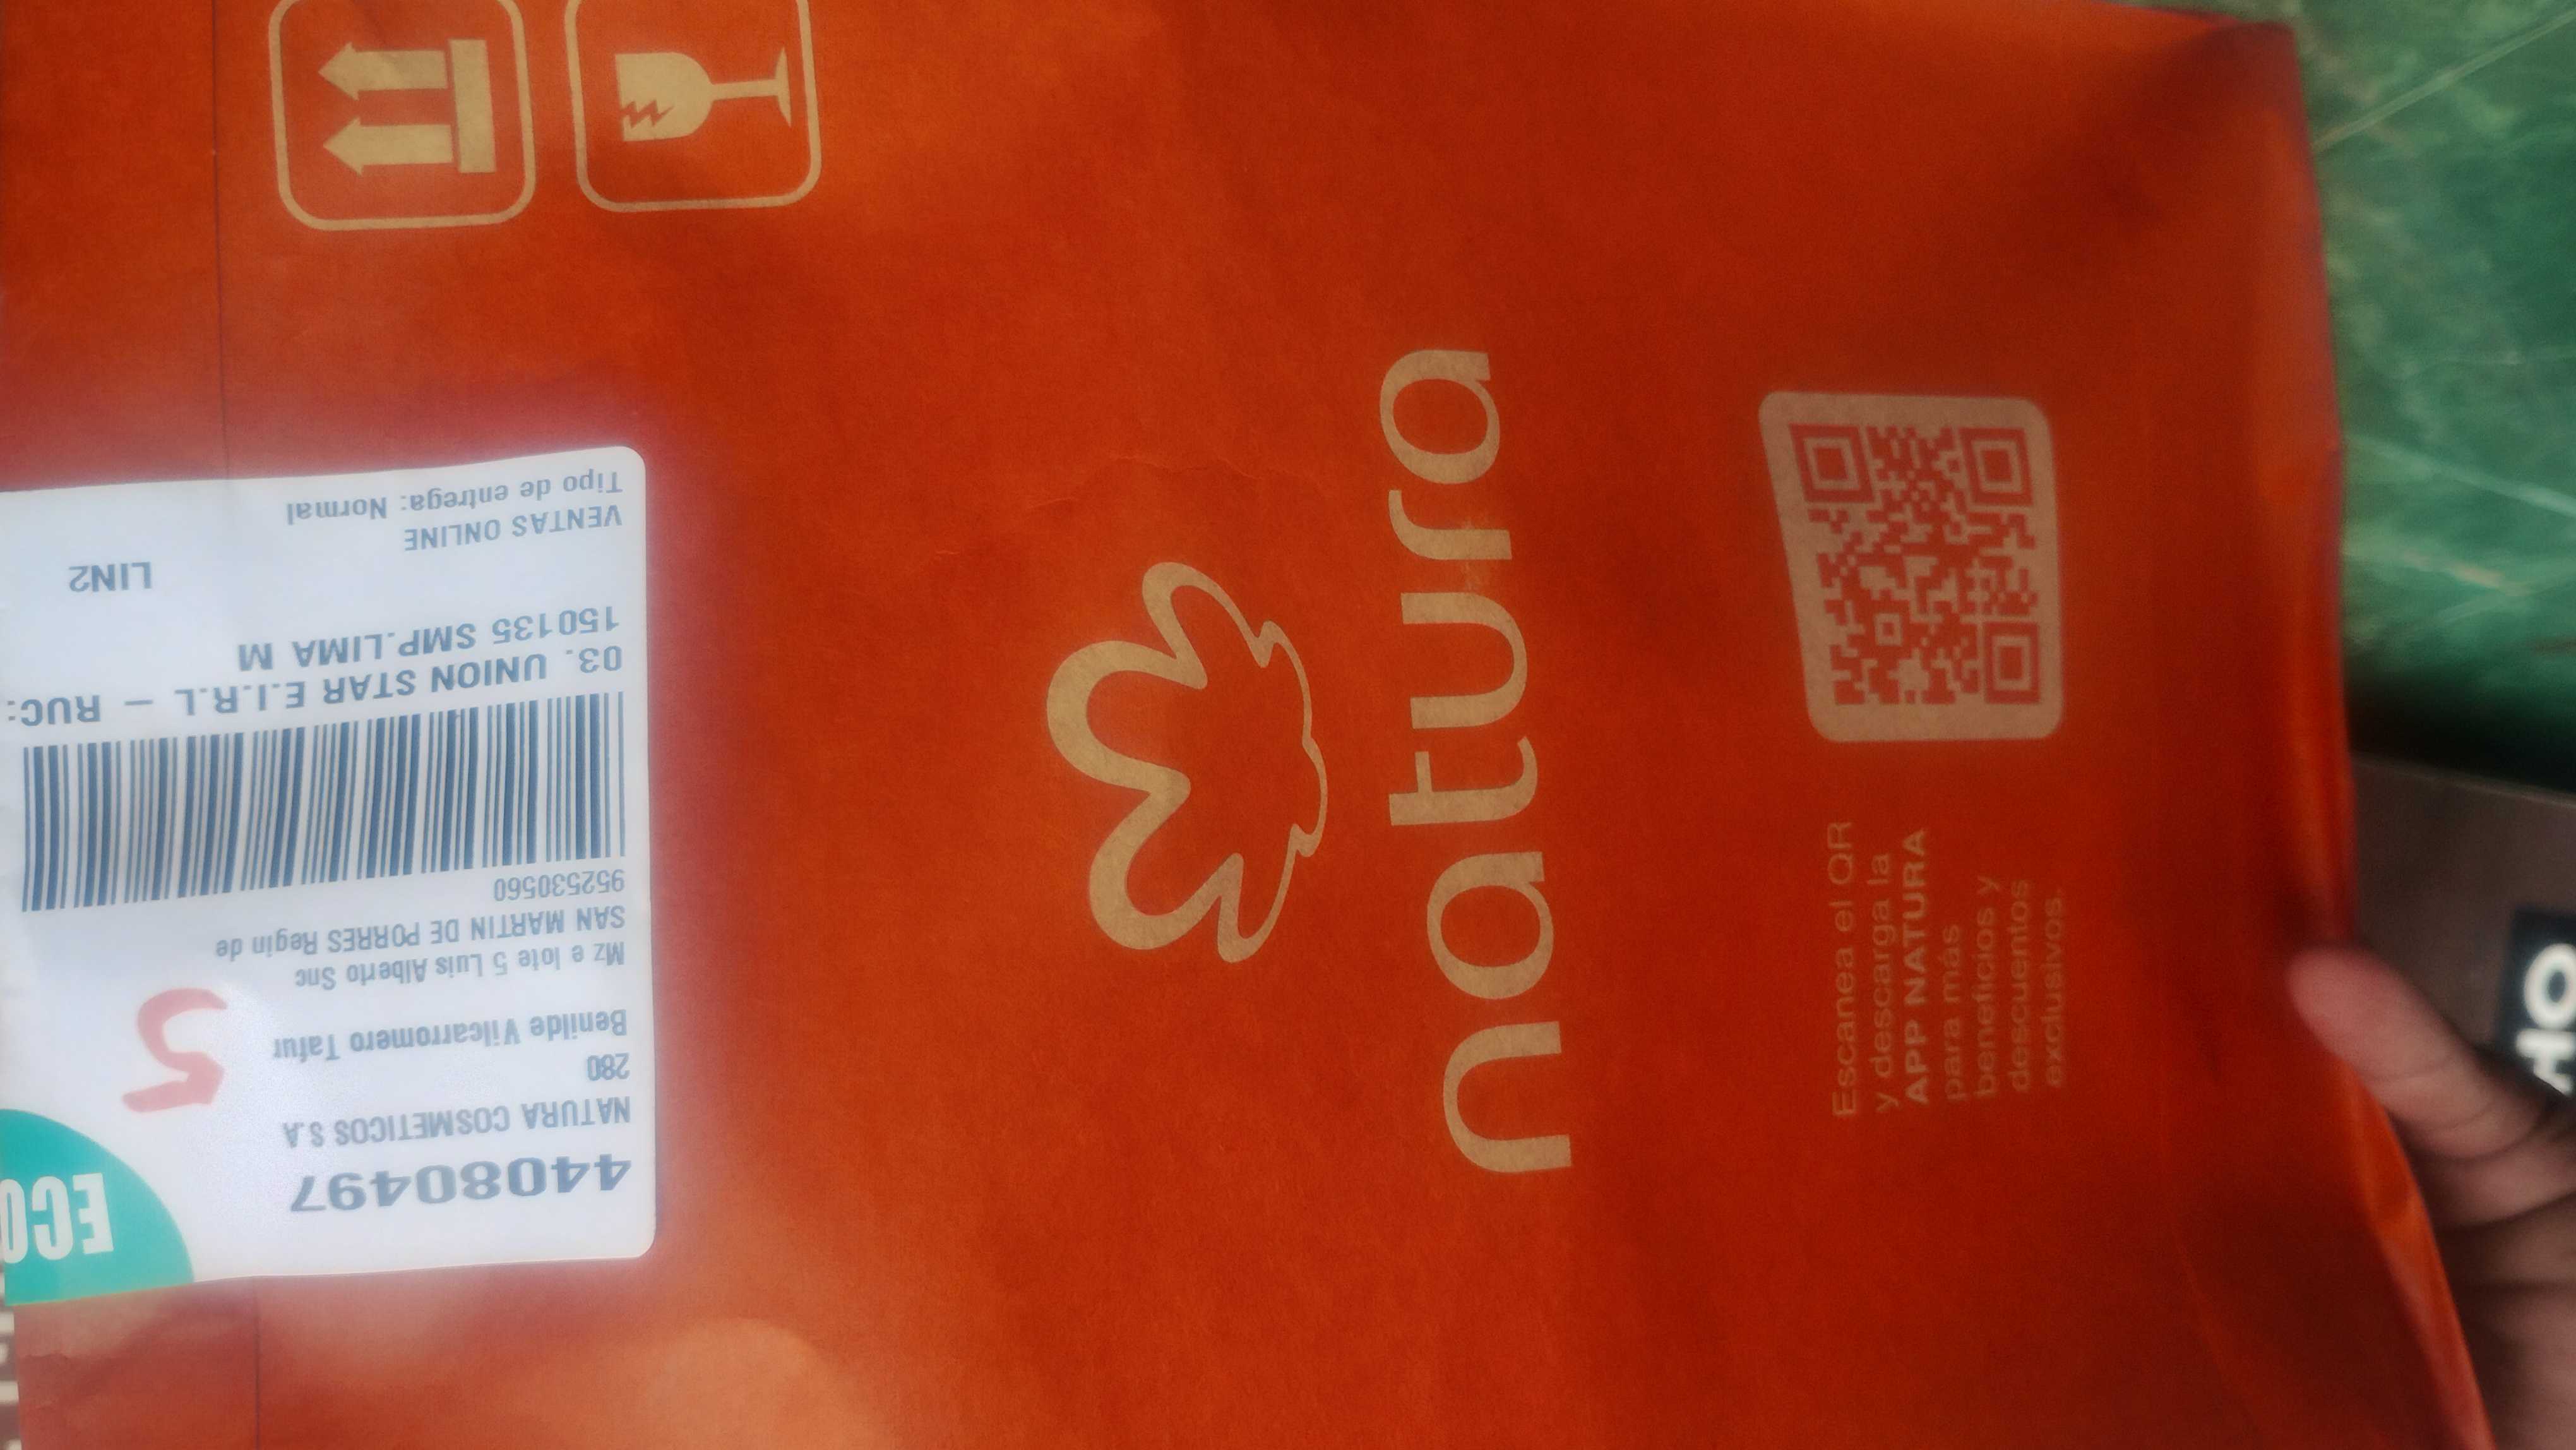 44080497
NATURA COSMETICOS S.A
280
Benilde Vilcarromero Tafur
5
Mz e lote 5 Luis Alberto Snc
SAN MARTIN DE PORRES Regin de
952530560
03. UNION STAR E.I.R.L - RUC:
150135 SMP.LIMA M
LIN2
VENTAS ONLINE
Tipo de entrega: Normal
ECO
natura
Escanea el QR
y descarga la
APP NATURA
para más
beneficios y
descuentos
exclusivos.
HO